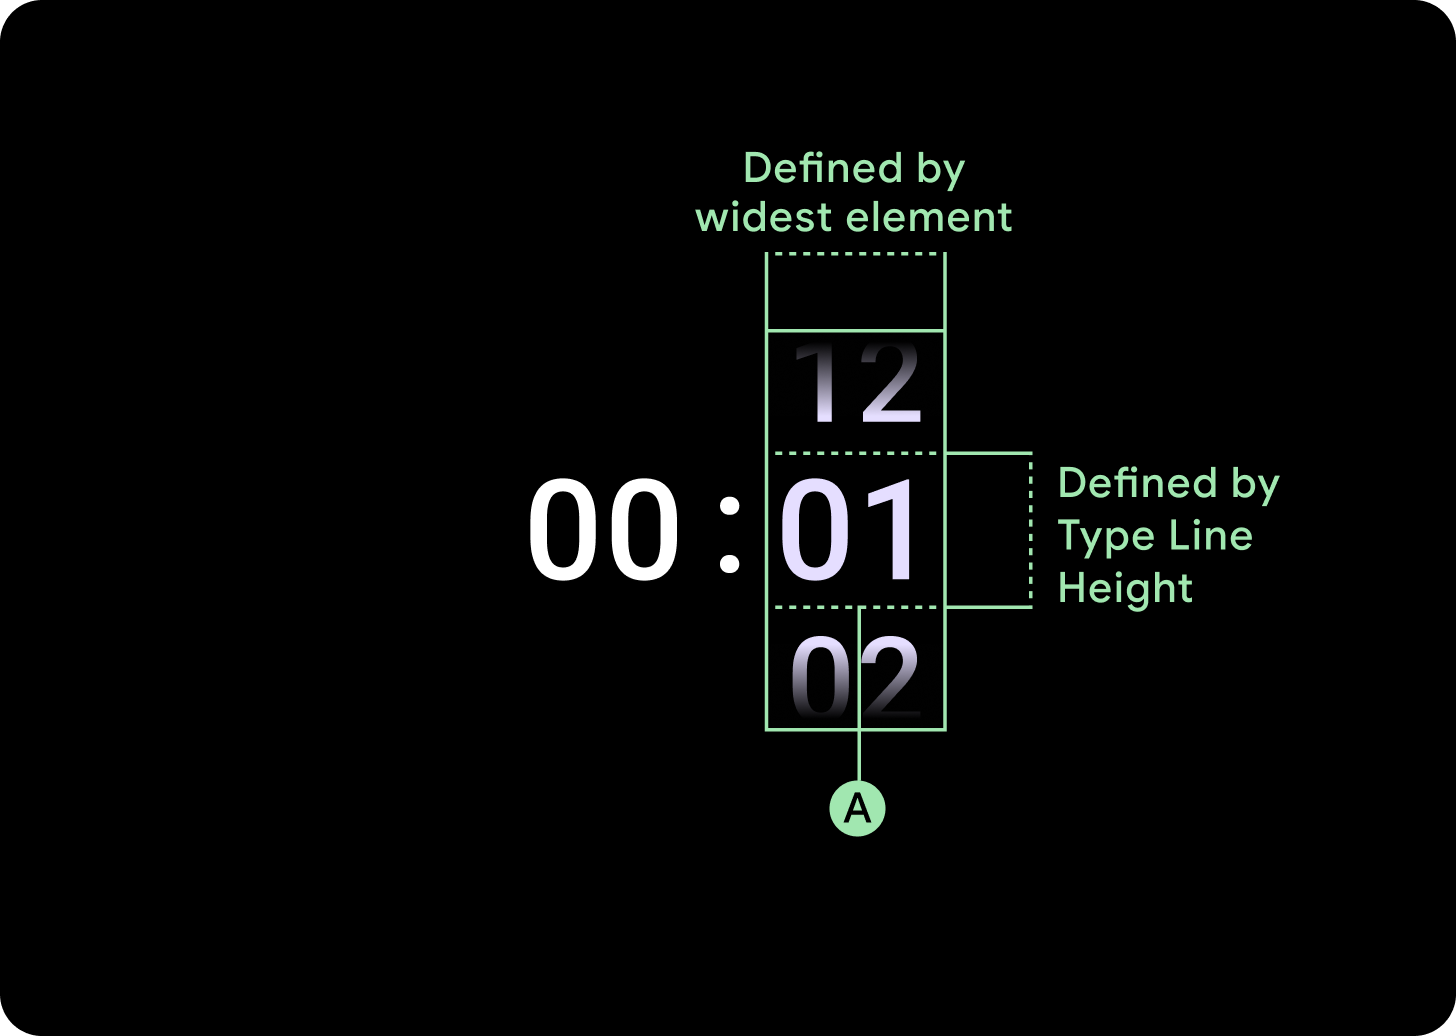 Defined by
widest element
12
00:01
02
Defined by
Type Line
Height
A